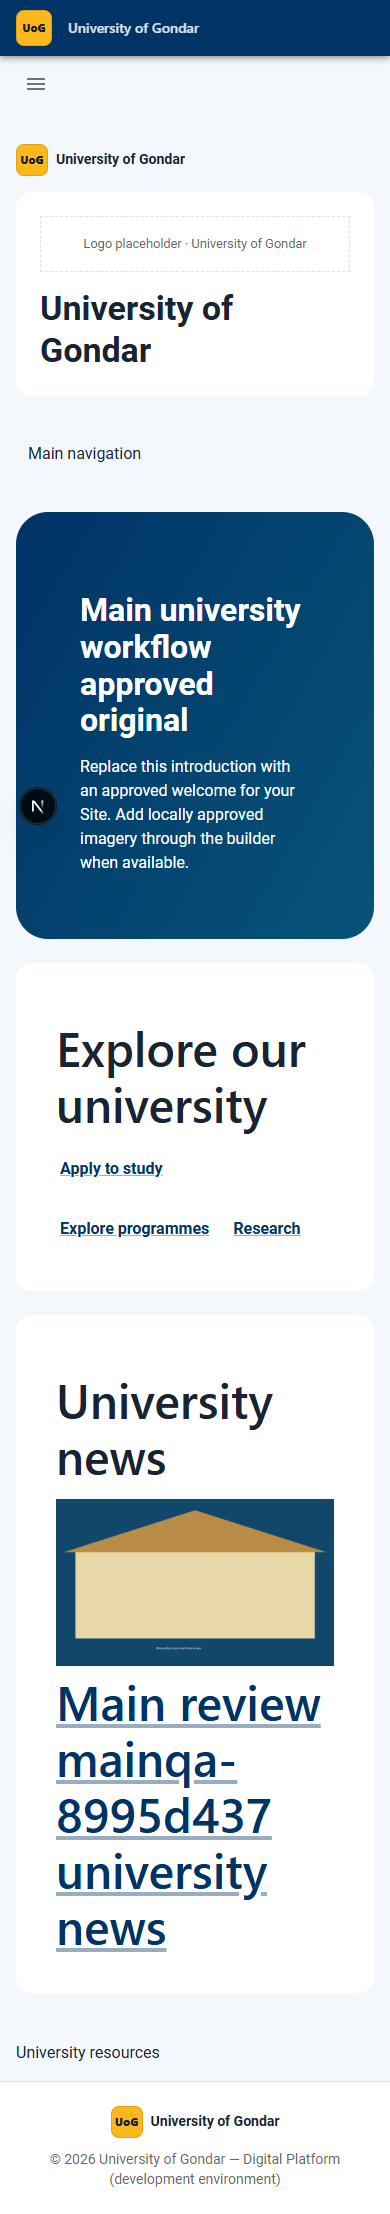 UoG University of Gondar
UoG University of Gondar
Logo placeholder · University of Gondar
University of
Gondar
Main navigation
Main university
workflow
approved
original
Replace this introduction with
an approved welcome for your
Site. Add locally approved
imagery through the builder
when available.
N
Explore our
university
Apply to study
Explore programmes Research
University
news
Main review
mainqa-
8995d437
university
news
University resources
UoG University of Gondar
© 2026 University of Gondar — Digital Platform
(development environment)